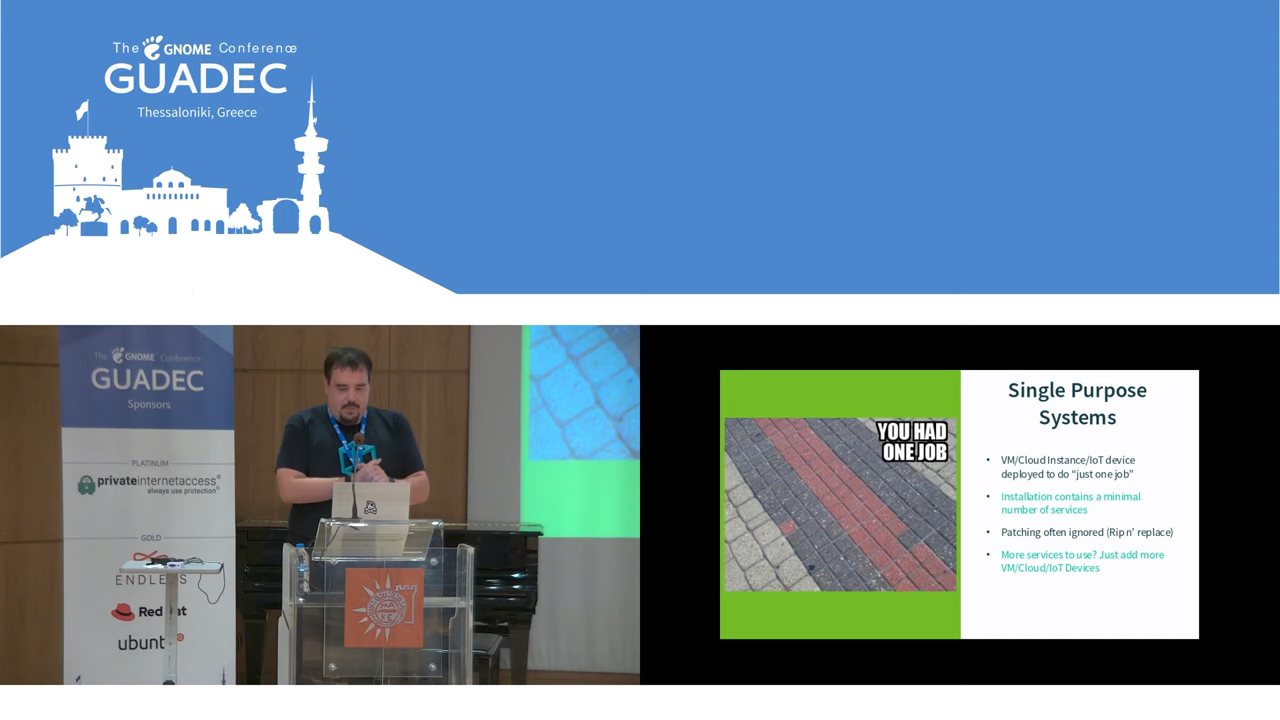 The GNOME Conference
GUADEC
Thessaloniki, Greece
The GNOME Conference
GUADEC
Sponsors
PLATINUM
privateinternetaccess
always use protection
GOLD
ENDLESS
Red Hat
ubuntu
YOU HAD
ONE JOB
Single Purpose
Systems
• VM/Cloud Instance/IoT device
deployed to do “just one job”
• Installation contains a minimal
number of services
• Patching often ignored (Rip n’ replace)
• More services to use? Just add more
VM/Cloud/IoT Devices